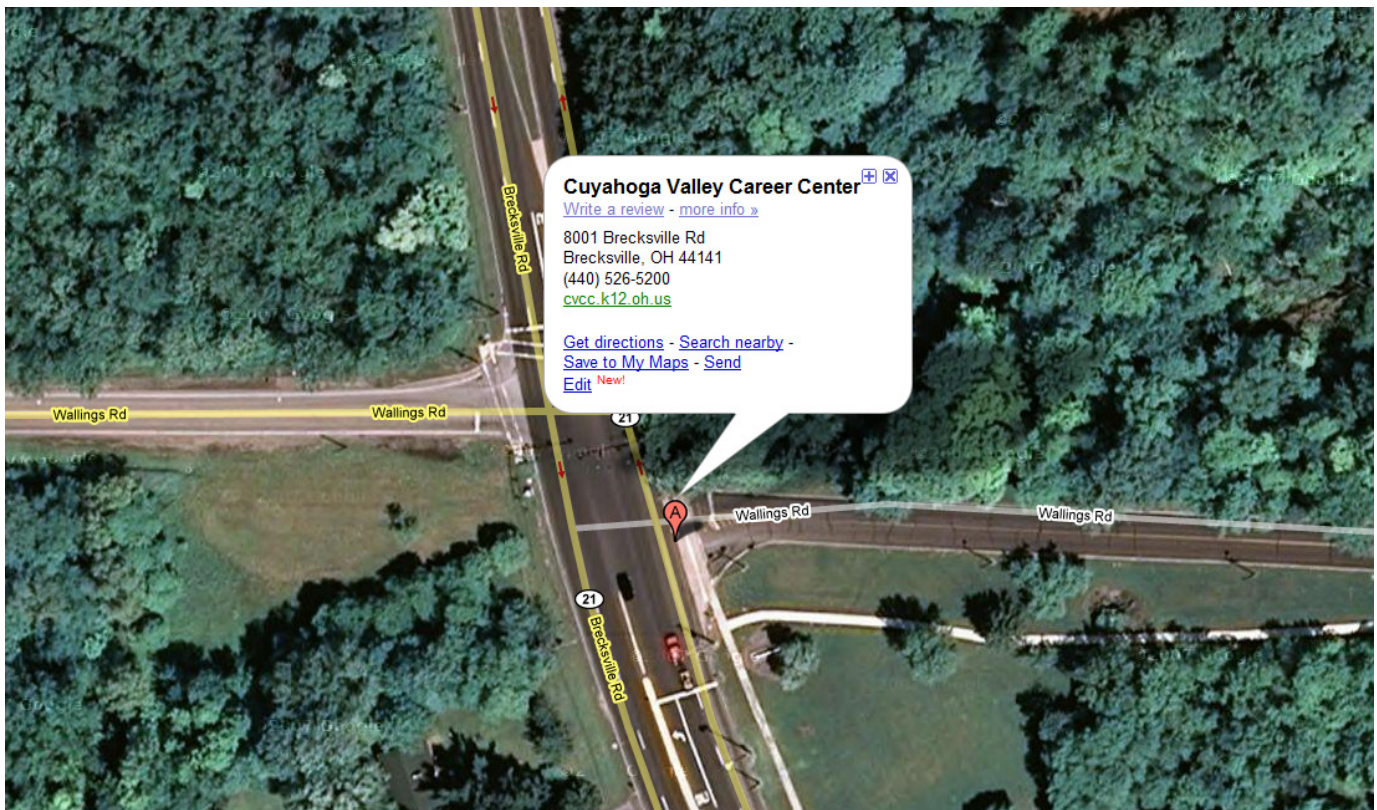 Cuyahoga Valley Career Center
Write a review - more info »
8001 Brecksville Rd
Brecksville, OH 44141
(440) 526-5200
cvcc.k12.oh.us
Get directions - Search nearby -
Save to My Maps - Send
Edit New!
Brecksville Rd
Wallings Rd
Wallings Rd
21
A
Wallings Rd
Wallings Rd
21
Brecksville Rd